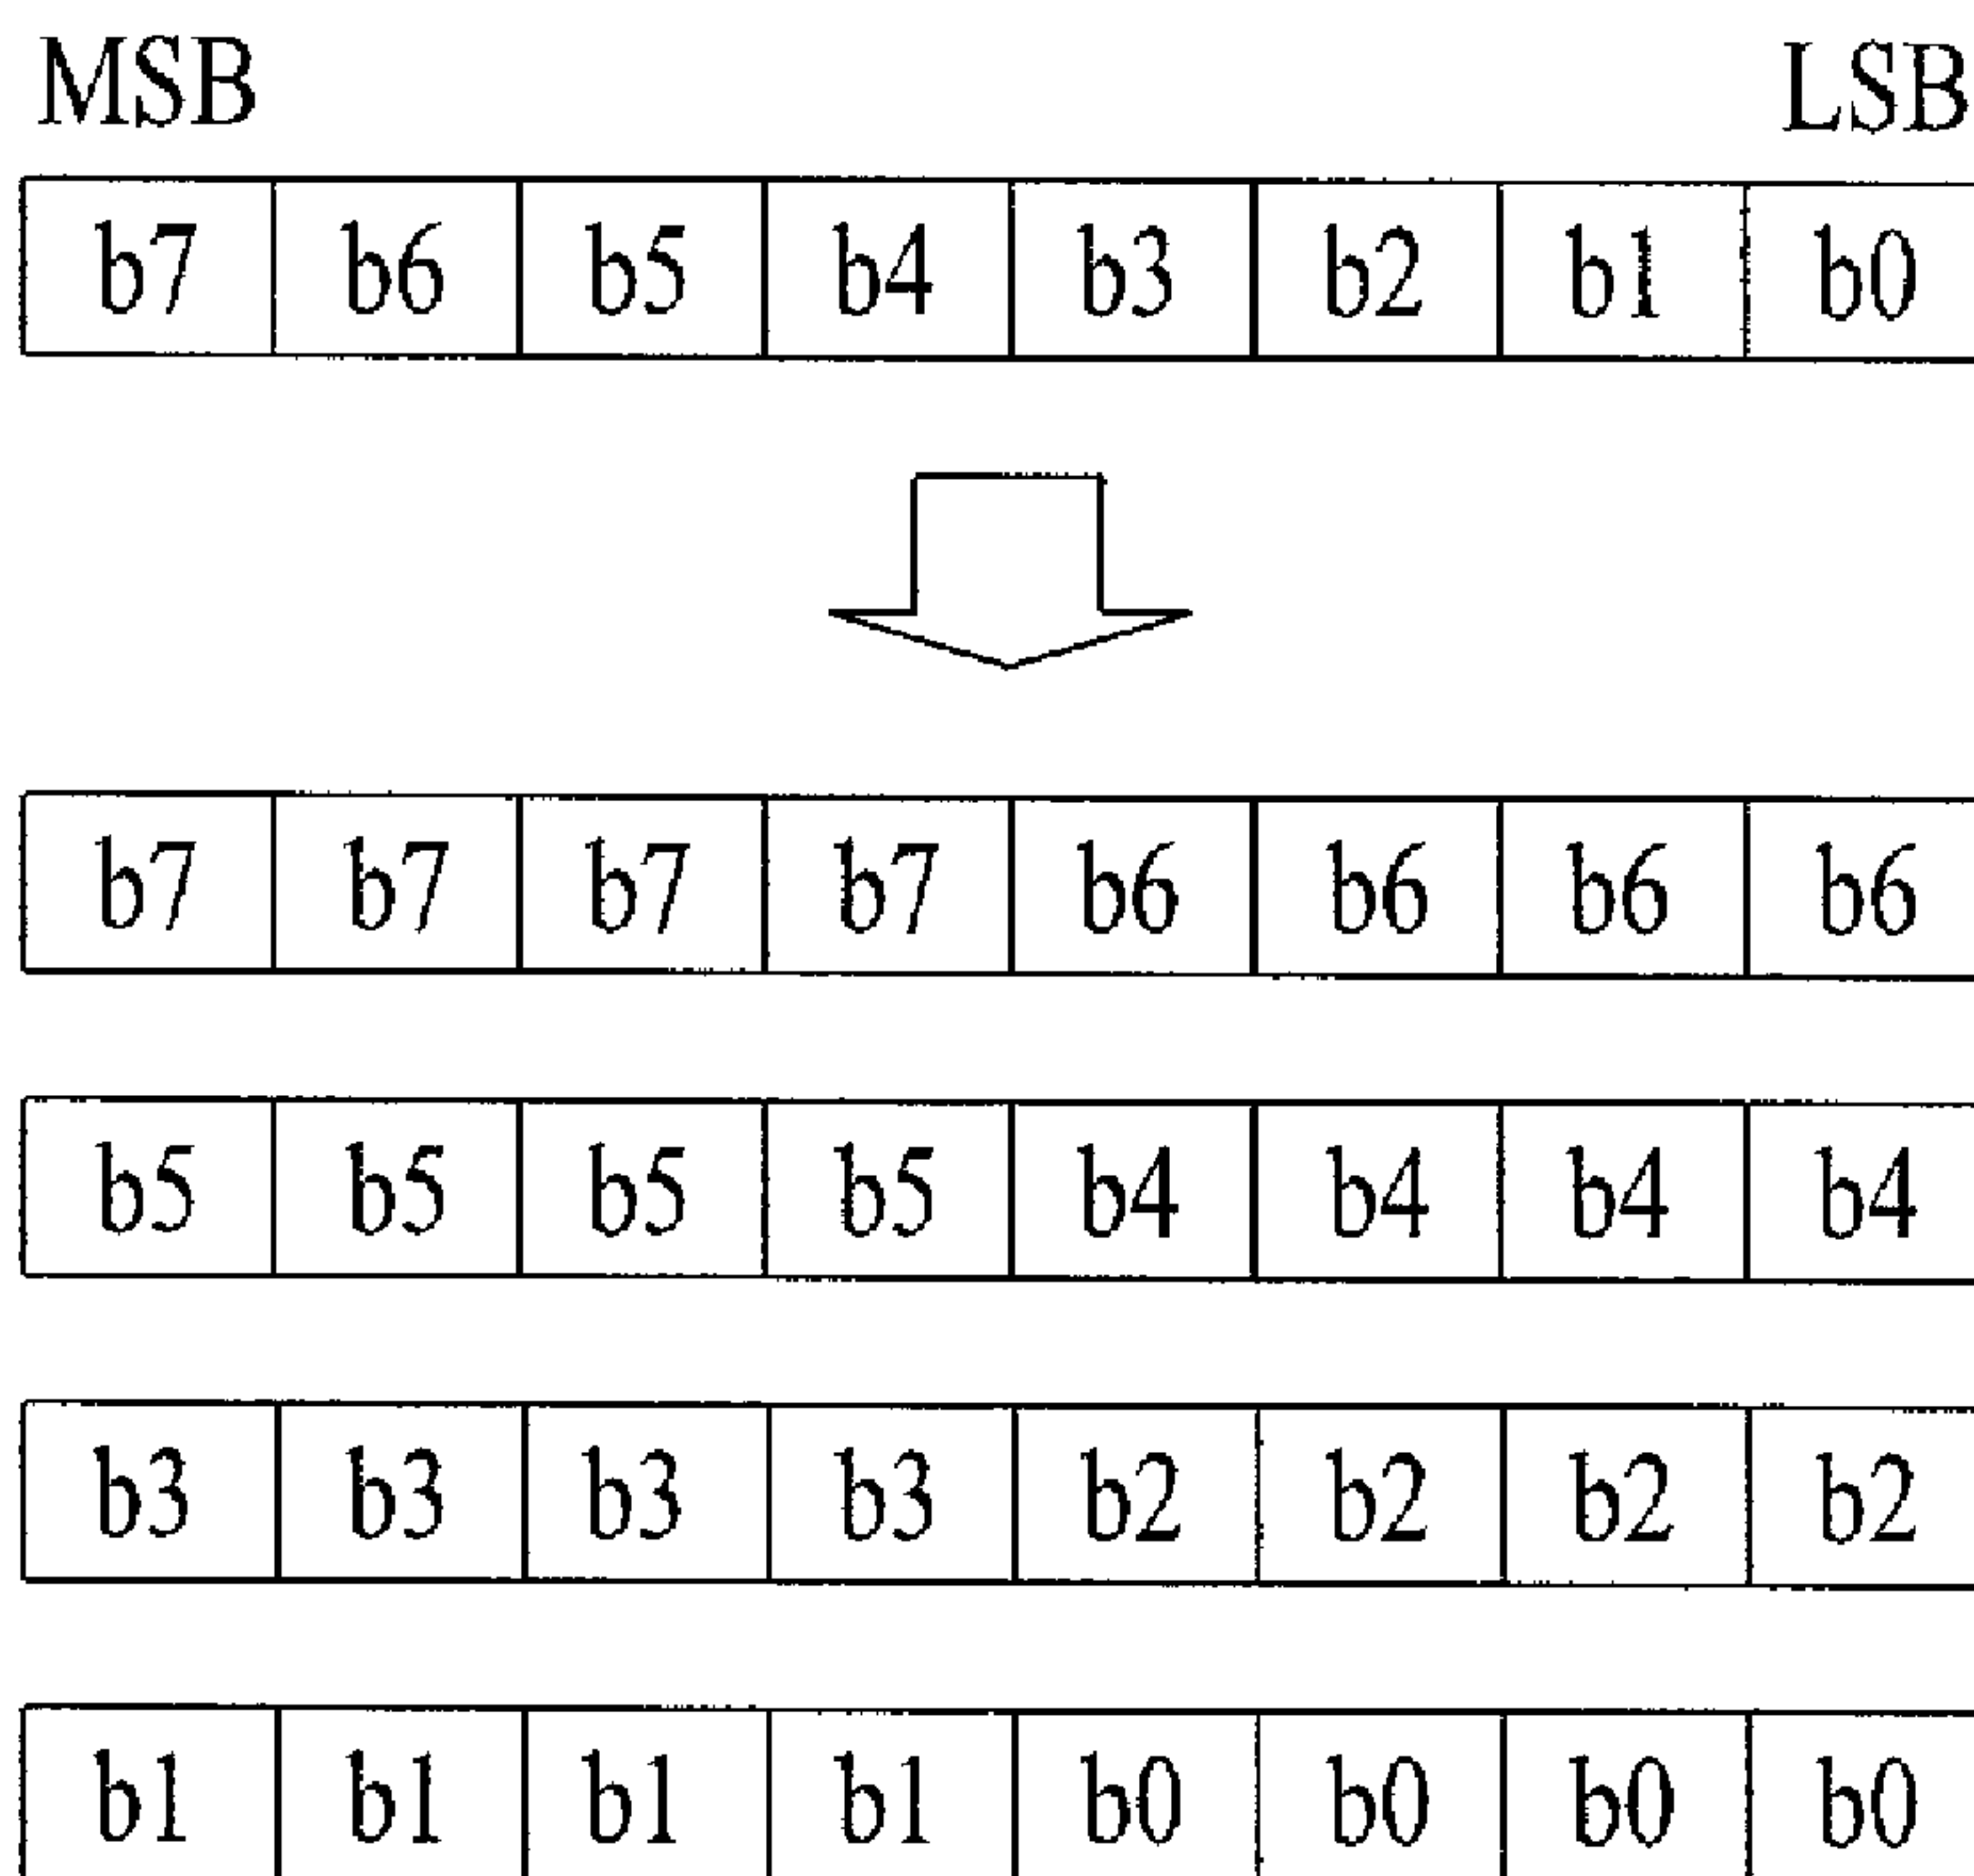 MSB LSB
b7 b6 b5 b4 b3 b2 b1 b0
b7 b7 b7 b7 b6 b6 b6 b6
b5 b5 b5 b5 b4 b4 b4 b4
b3 b3 b3 b3 b2 b2 b2 b2
b1 b1 b1 b1 b0 b0 b0 b0